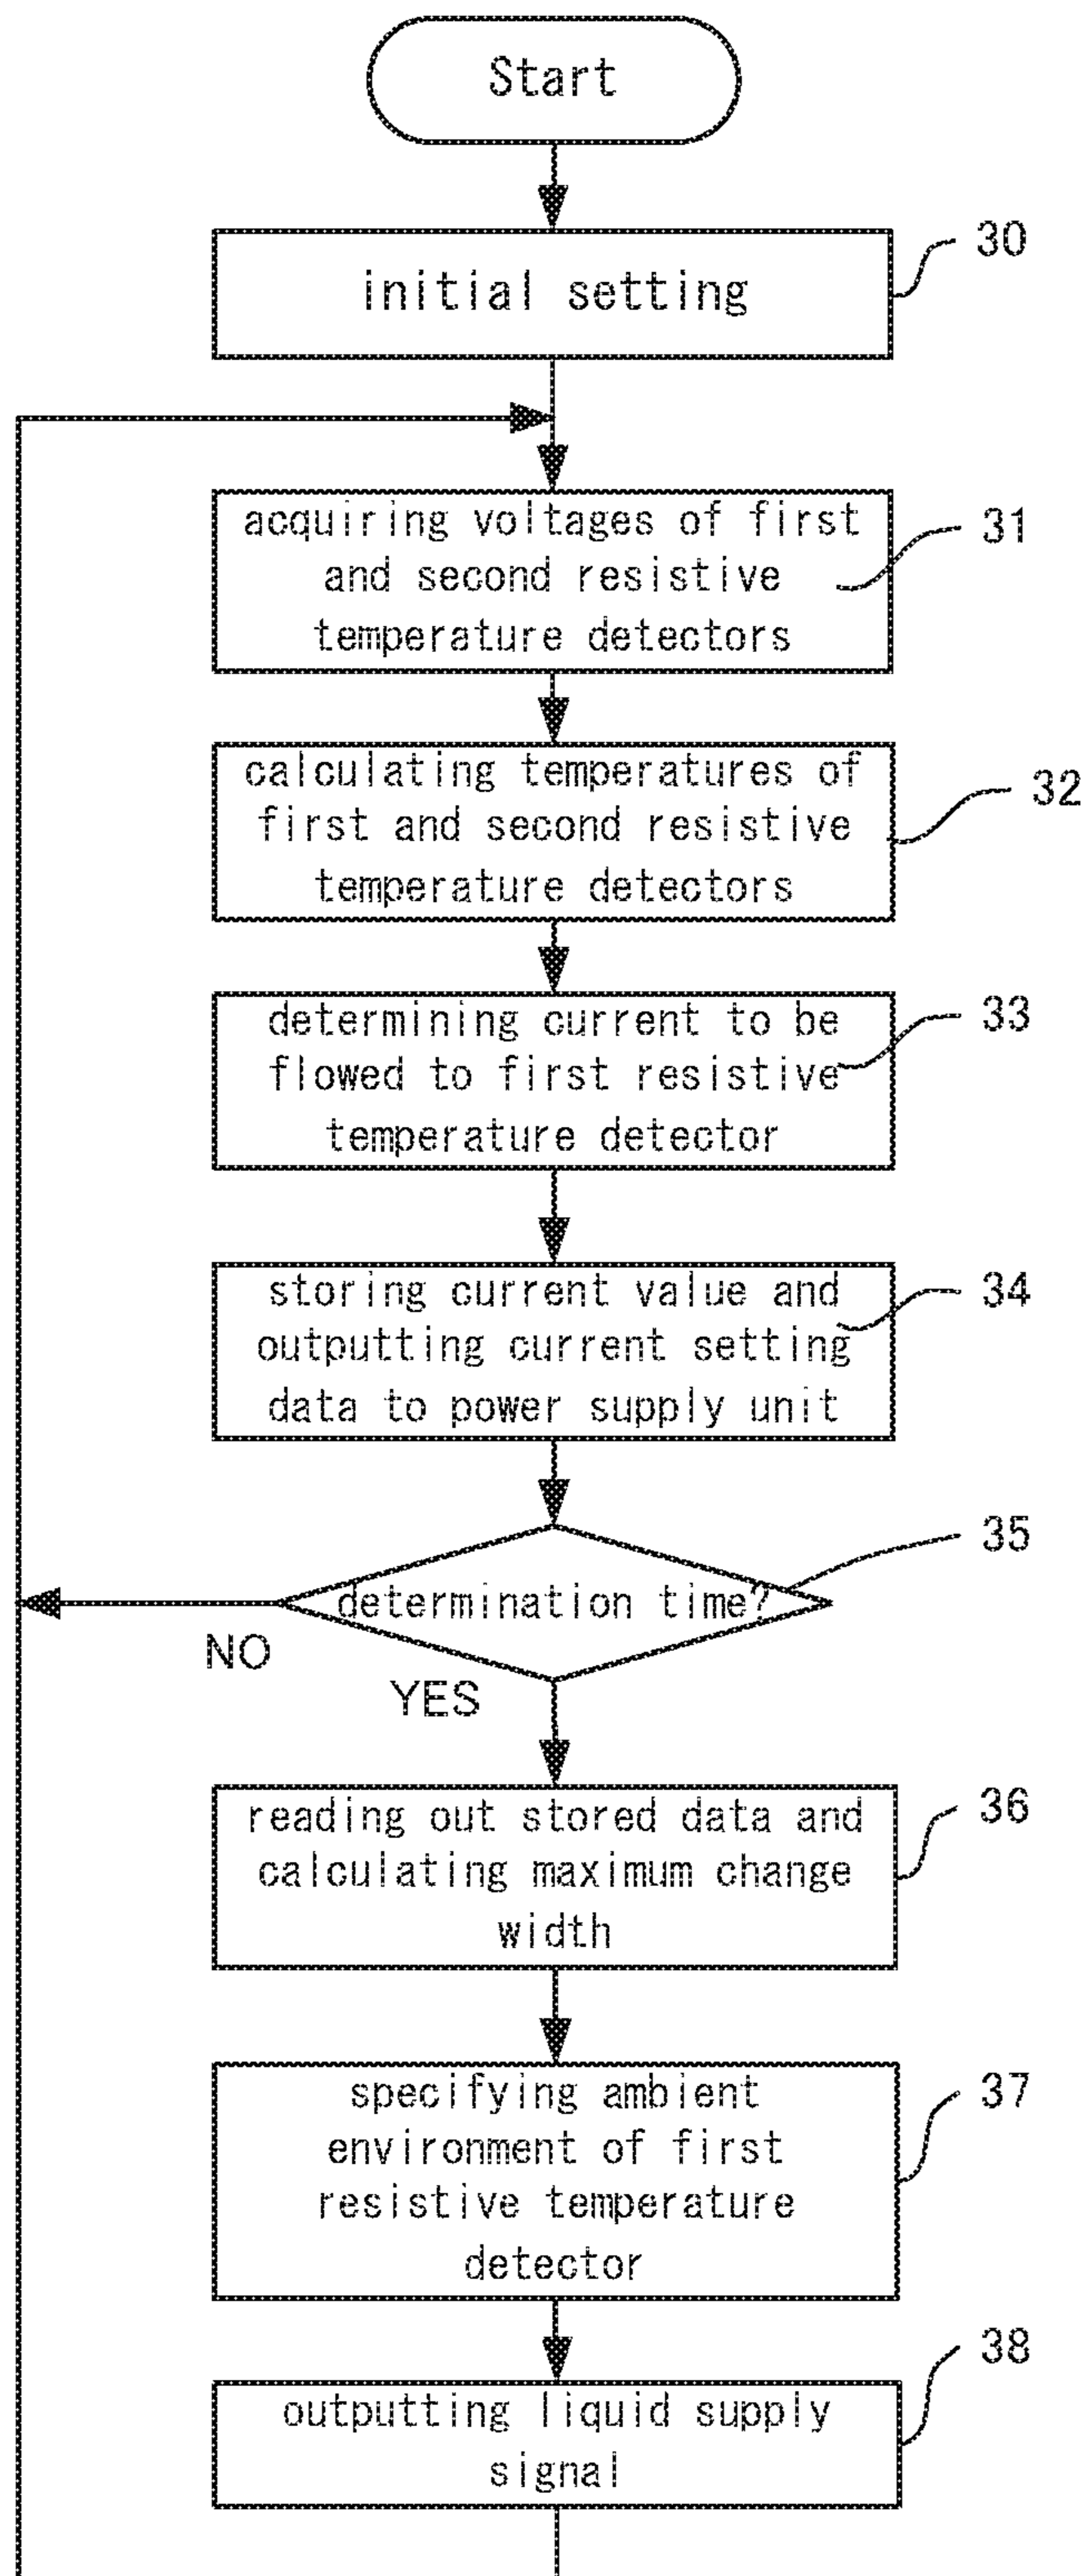 Start
30
initial setting
acquiring voltages of first
and second resistive
temperature detectors
31
calculating temperatures of
first and second resistive
temperature detectors
32
determining current to be
flowed to first resistive
temperature detector
33
storing current value and
outputting current setting
data to power supply unit
34
35
determination time?
NO
YES
reading out stored data and
calculating maximum change
width
36
specifying ambient
environment of first
resistive temperature
detector
37
38
outputting liquid supply
signal